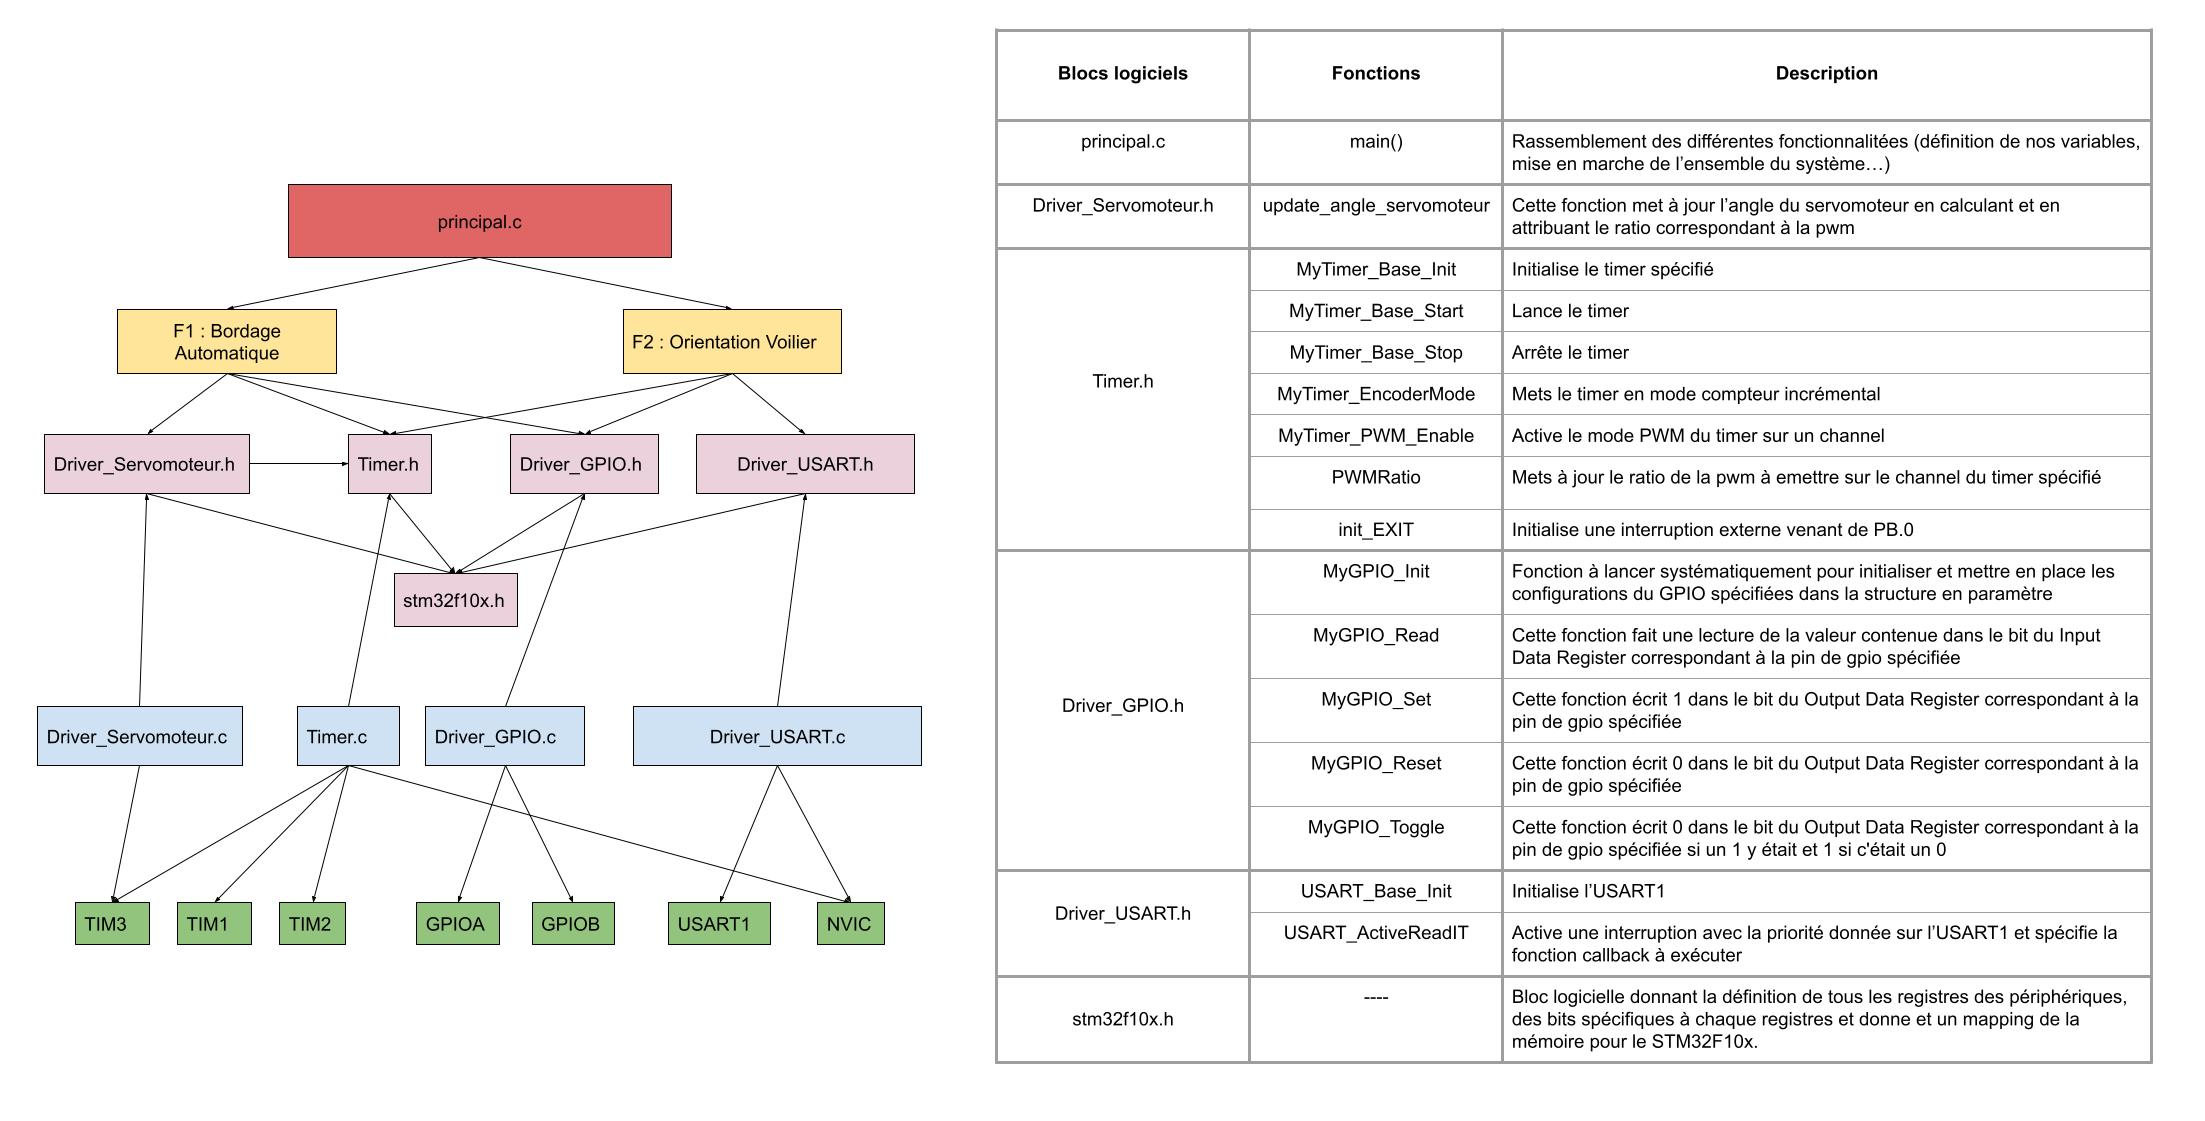 principal.c
F1 : Bordage
Automatique
F2 : Orientation Voilier
Driver_Servomoteur.h
Timer.h
Driver_GPIO.h
Driver_USART.h
stm32f10x.h
Driver_Servomoteur.c
Timer.c
Driver_GPIO.c
Driver_USART.c
TIM3
TIM1
TIM2
GPIOA
GPIOB
USART1
NVIC
Blocs logiciels
Fonctions
Description
principal.c
main()
Rassemblement des différentes fonctionnalitées (définition de nos variables,
mise en marche de l’ensemble du système…)
Driver_Servomoteur.h
update_angle_servomoteur
Cette fonction met à jour l’angle du servomoteur en calculant et en
attribuant le ratio correspondant à la pwm
Timer.h
MyTimer_Base_Init
Initialise le timer spécifié
MyTimer_Base_Start
Lance le timer
MyTimer_Base_Stop
Arrête le timer
MyTimer_EncoderMode
Mets le timer en mode compteur incrémental
MyTimer_PWM_Enable
Active le mode PWM du timer sur un channel
PWMRatio
Mets à jour le ratio de la pwm à emettre sur le channel du timer spécifié
init_EXIT
Initialise une interruption externe venant de PB.0
Driver_GPIO.h
MyGPIO_Init
Fonction à lancer systématiquement pour initialiser et mettre en place les
configurations du GPIO spécifiées dans la structure en paramètre
MyGPIO_Read
Cette fonction fait une lecture de la valeur contenue dans le bit du Input
Data Register correspondant à la pin de gpio spécifiée
MyGPIO_Set
Cette fonction écrit 1 dans le bit du Output Data Register correspondant à la
pin de gpio spécifiée
MyGPIO_Reset
Cette fonction écrit 0 dans le bit du Output Data Register correspondant à la
pin de gpio spécifiée
MyGPIO_Toggle
Cette fonction écrit 0 dans le bit du Output Data Register correspondant à la
pin de gpio spécifiée si un 1 y était et 1 si c'était un 0
Driver_USART.h
USART_Base_Init
Initialise l’USART1
USART_ActiveReadIT
Active une interruption avec la priorité donnée sur l’USART1 et spécifie la
fonction callback à exécuter
stm32f10x.h
----
Bloc logicielle donnant la définition de tous les registres des périphériques,
des bits spécifiques à chaque registres et donne et un mapping de la
mémoire pour le STM32F10x.